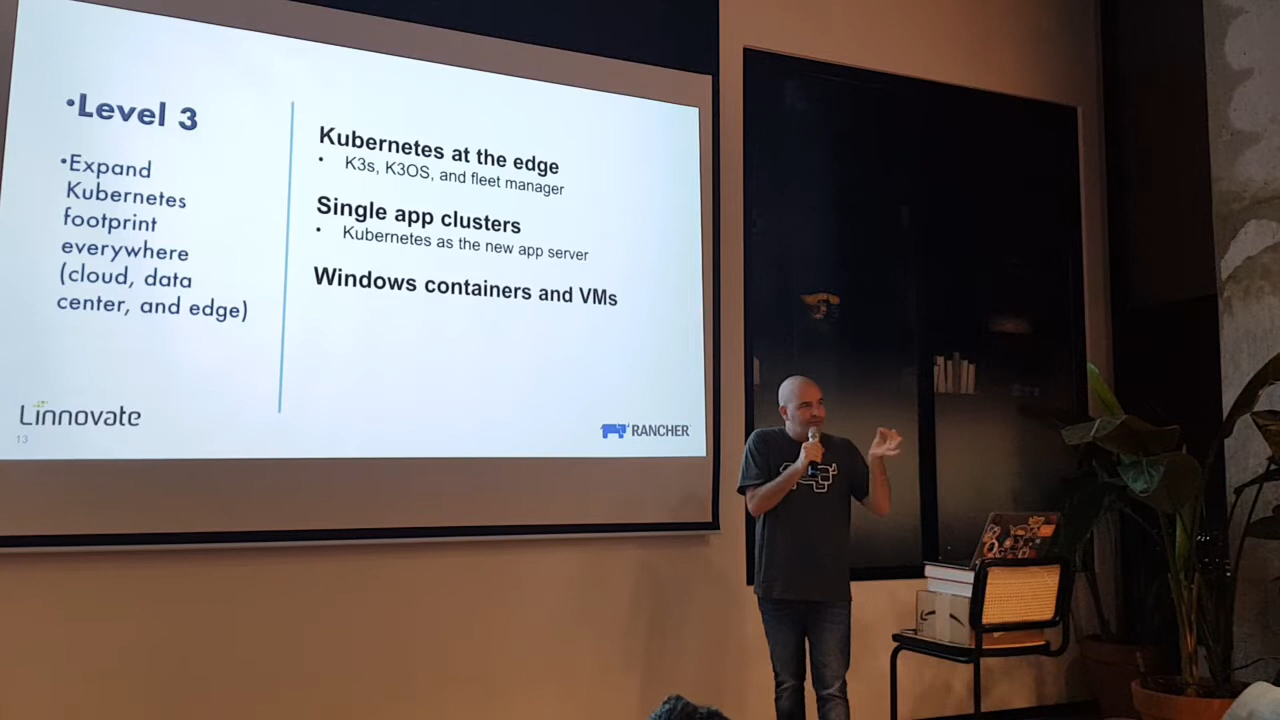 •Level 3
•Expand
Kubernetes
footprint
everywhere
(cloud, data
center, and edge)
Kubernetes at the edge
• K3s, K3OS, and fleet manager
Single app clusters
• Kubernetes as the new app server
Windows containers and VMs
Linnovate
13
RANCHER